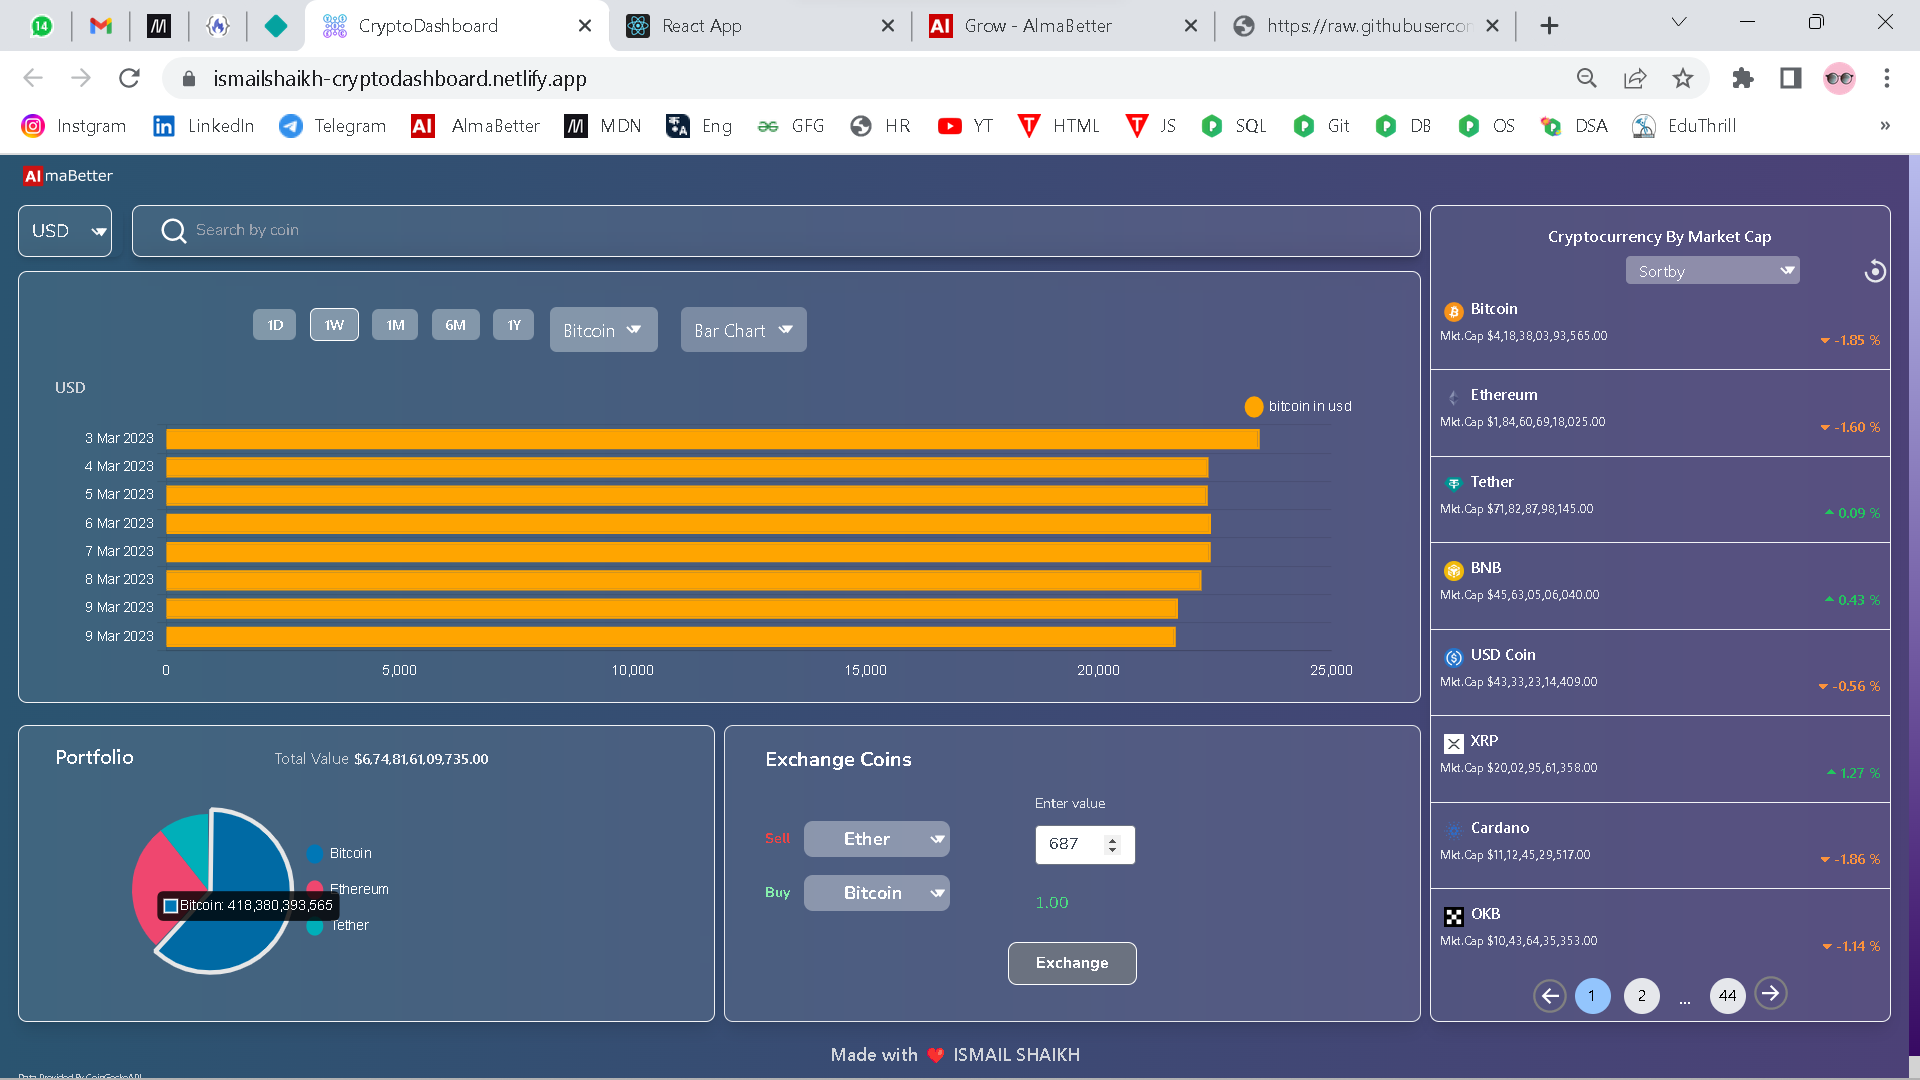 14
CryptoDashboard
React App
AI
Grow - AlmaBetter
https://raw.githubusercon
ismailshaikh-cryptodashboard.netlify.app
Instgram
LinkedIn
Telegram
AI AlmaBetter
MDN
Eng
GFG
HR
YT
HTML
JS
SQL
Git
DB
OS
DSA
EduThrill
»
AlmaBetter
USD
Search by coin
1D 1W 1M 6M 1Y Bitcoin Bar Chart
USD
bitcoin in usd
3 Mar 2023
4 Mar 2023
5 Mar 2023
6 Mar 2023
7 Mar 2023
8 Mar 2023
9 Mar 2023
9 Mar 2023
0 5,000 10,000 15,000 20,000 25,000
Portfolio
Total Value $6,74,81,61,09,735.00
Bitcoin
Ethereum
Bitcoin: 418,380,393,565
Tether
Exchange Coins
Enter value
Sell Ether 687
Buy Bitcoin 1.00
Exchange
Cryptocurrency By Market Cap
Sortby
Bitcoin
Mkt.Cap $4,18,38,03,93,565.00
-1.85 %
Ethereum
Mkt.Cap $1,84,60,69,18,025.00
-1.60 %
Tether
Mkt.Cap $71,82,87,98,145.00
0.09 %
BNB
Mkt.Cap $45,63,05,06,040.00
0.43 %
USD Coin
Mkt.Cap $43,33,23,14,409.00
-0.56 %
XRP
Mkt.Cap $20,02,95,61,358.00
1.27 %
Cardano
Mkt.Cap $11,12,45,29,517.00
-1.86 %
OKB
Mkt.Cap $10,43,64,35,353.00
-1.14 %
1 2 ... 44
Made with ❤️ ISMAIL SHAIKH
Data Provided By CoinGeckoAPI